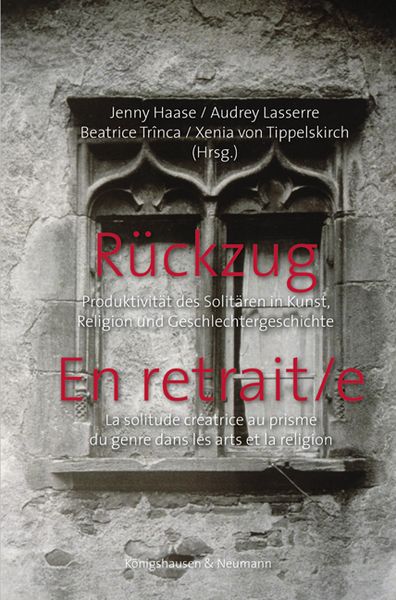 Jenny Haase / Audrey Lasserre
Beatrice Trînca / Xenia von Tippelskirch
(Hrsg.)
Rückzug
Produktivität des Solitären in Kunst,
Religion und Geschlechtergeschichte
En retrait/e
La solitude créatrice au prisme
du genre dans les arts et la religion
Königshausen & Neumann